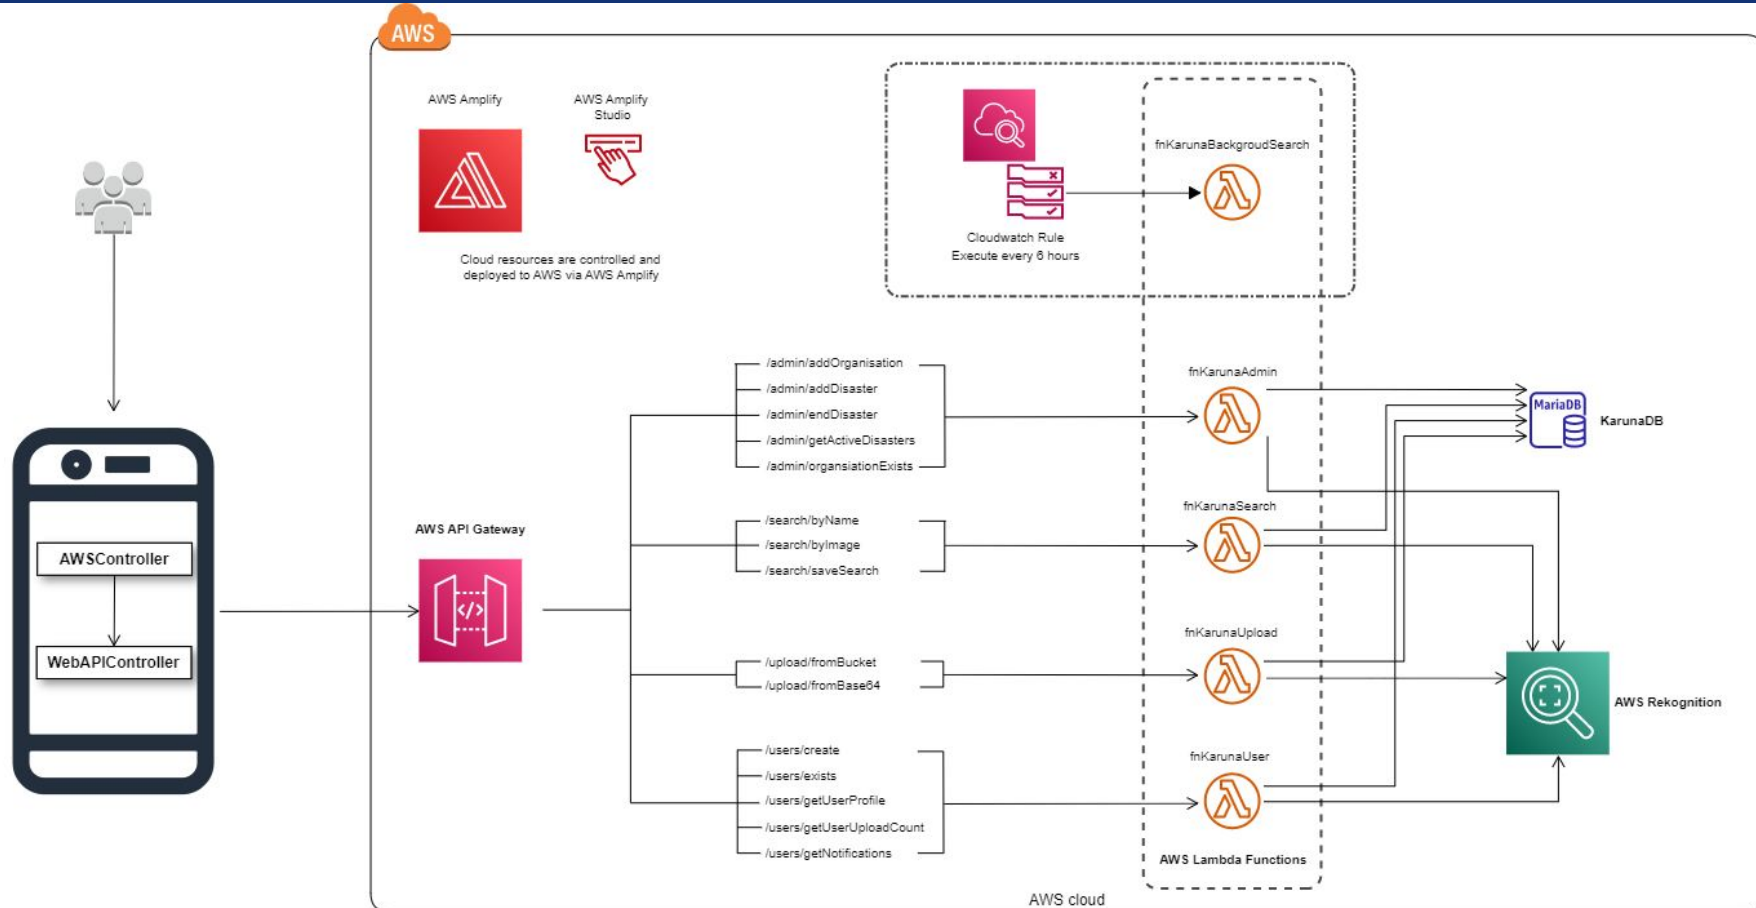 AWS
AWS Amplify
AWS Amplify
Studio
Cloud resources are controlled and
deployed to AWS via AWS Amplify
fnKarunaBackgroudSearch
Cloudwatch Rule
Execute every 6 hours
AWSController
WebAPIController
AWS API Gateway
</>
/admin/addOrganisation
/admin/addDisaster
/admin/endDisaster
/admin/getActiveDisasters
/admin/organsiationExists
/search/byName
/search/byImage
/search/saveSearch
/upload/fromBucket
/upload/fromBase64
/users/create
/users/exists
/users/getUserProfile
/users/getUserUploadCount
/users/getNotifications
fnKarunaAdmin
fnKarunaSearch
fnKarunaUpload
fnKarunaUser
AWS Lambda Functions
MariaDB
KarunaDB
AWS Rekognition
AWS cloud